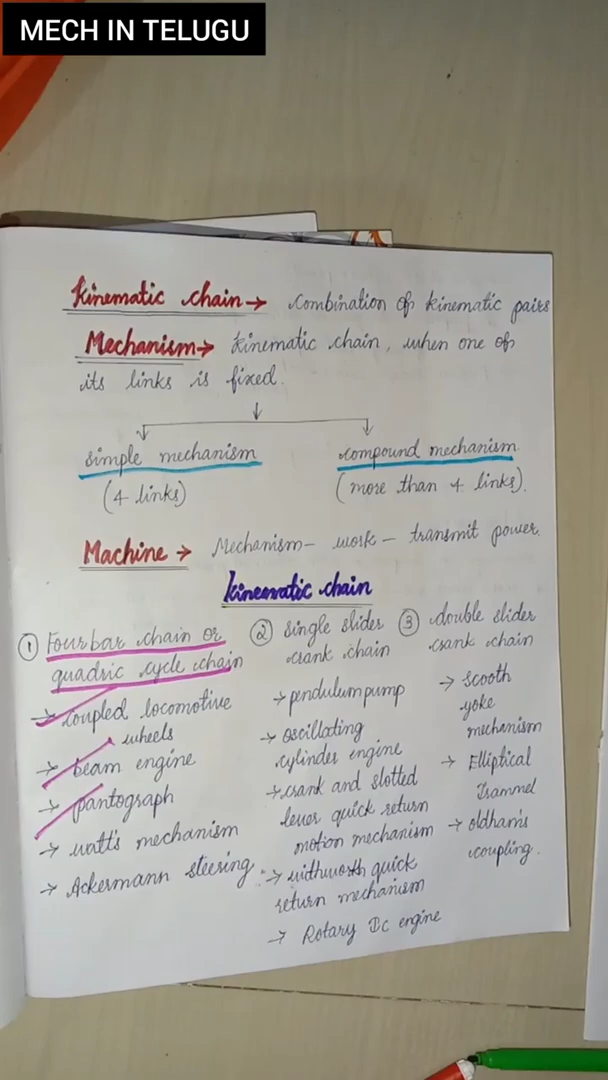 MECH IN TELUGU
Kinematic chain → combination of kinematic pairs
Mechanism → kinematic chain, when one of
its links is fixed.
simple mechanism
(4 links)
compound mechanism
(more than 4 links).
Machine → Mechanism - work - transmit power.
kinematic chain
① Four bar chain or
quadric cycle chain
→ coupled locomotive
wheels
→ beam engine
→ pantograph
→ watt's mechanism
→ Ackermann steering
② single slider
crank chain
→ pendulum pump
→ oscillating
cylinder engine
→ crank and slotted
lever quick return
motion mechanism
→ withworth quick
return mechanism
→ Rotary Ic engine
③ double slider
crank chain
→ scooth
yoke
mechanism
→ Elliptical
Trammel
→ oldham's
coupling.